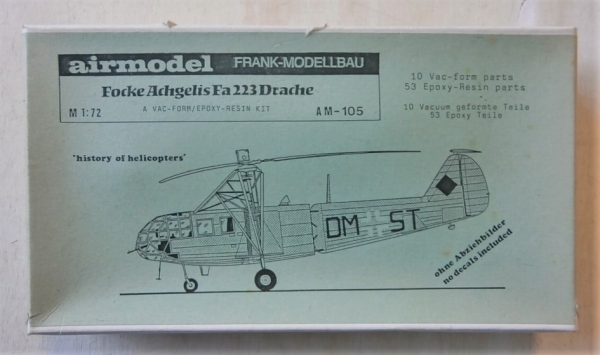 airmodel FRANK-MODELLBAU
Focke Achgelis Fa 223 Drache
M 1:72 A VAC-FORM/EPOXY-RESIN KIT AM-105
10 Vac-form parts
53 Epoxy-Resin parts
10 Vacuum geformte Teile
53 Epoxy Teile
"history of helicopters"
DM ST
ohne Abziehbilder
no decals included